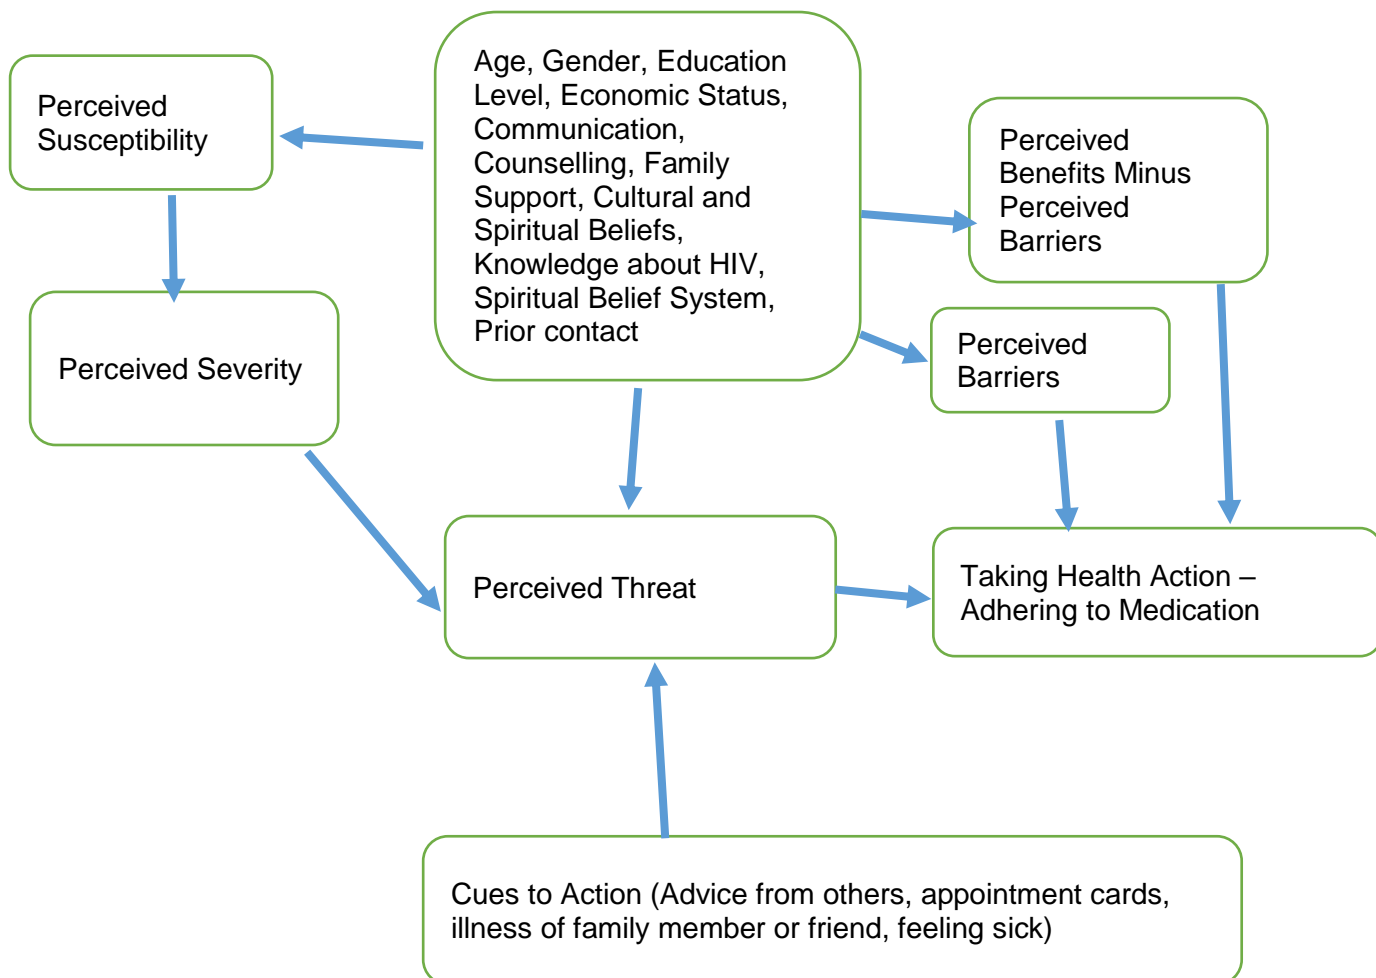 Perceived
Susceptibility
Age, Gender, Education
Level, Economic Status,
Communication,
Counselling, Family
Support, Cultural and
Spiritual Beliefs,
Knowledge about HIV,
Spiritual Belief System,
Prior contact
Perceived
Benefits Minus
Perceived
Barriers
Perceived Severity
Perceived
Barriers
Perceived Threat
Taking Health Action –
Adhering to Medication
Cues to Action (Advice from others, appointment cards,
illness of family member or friend, feeling sick)